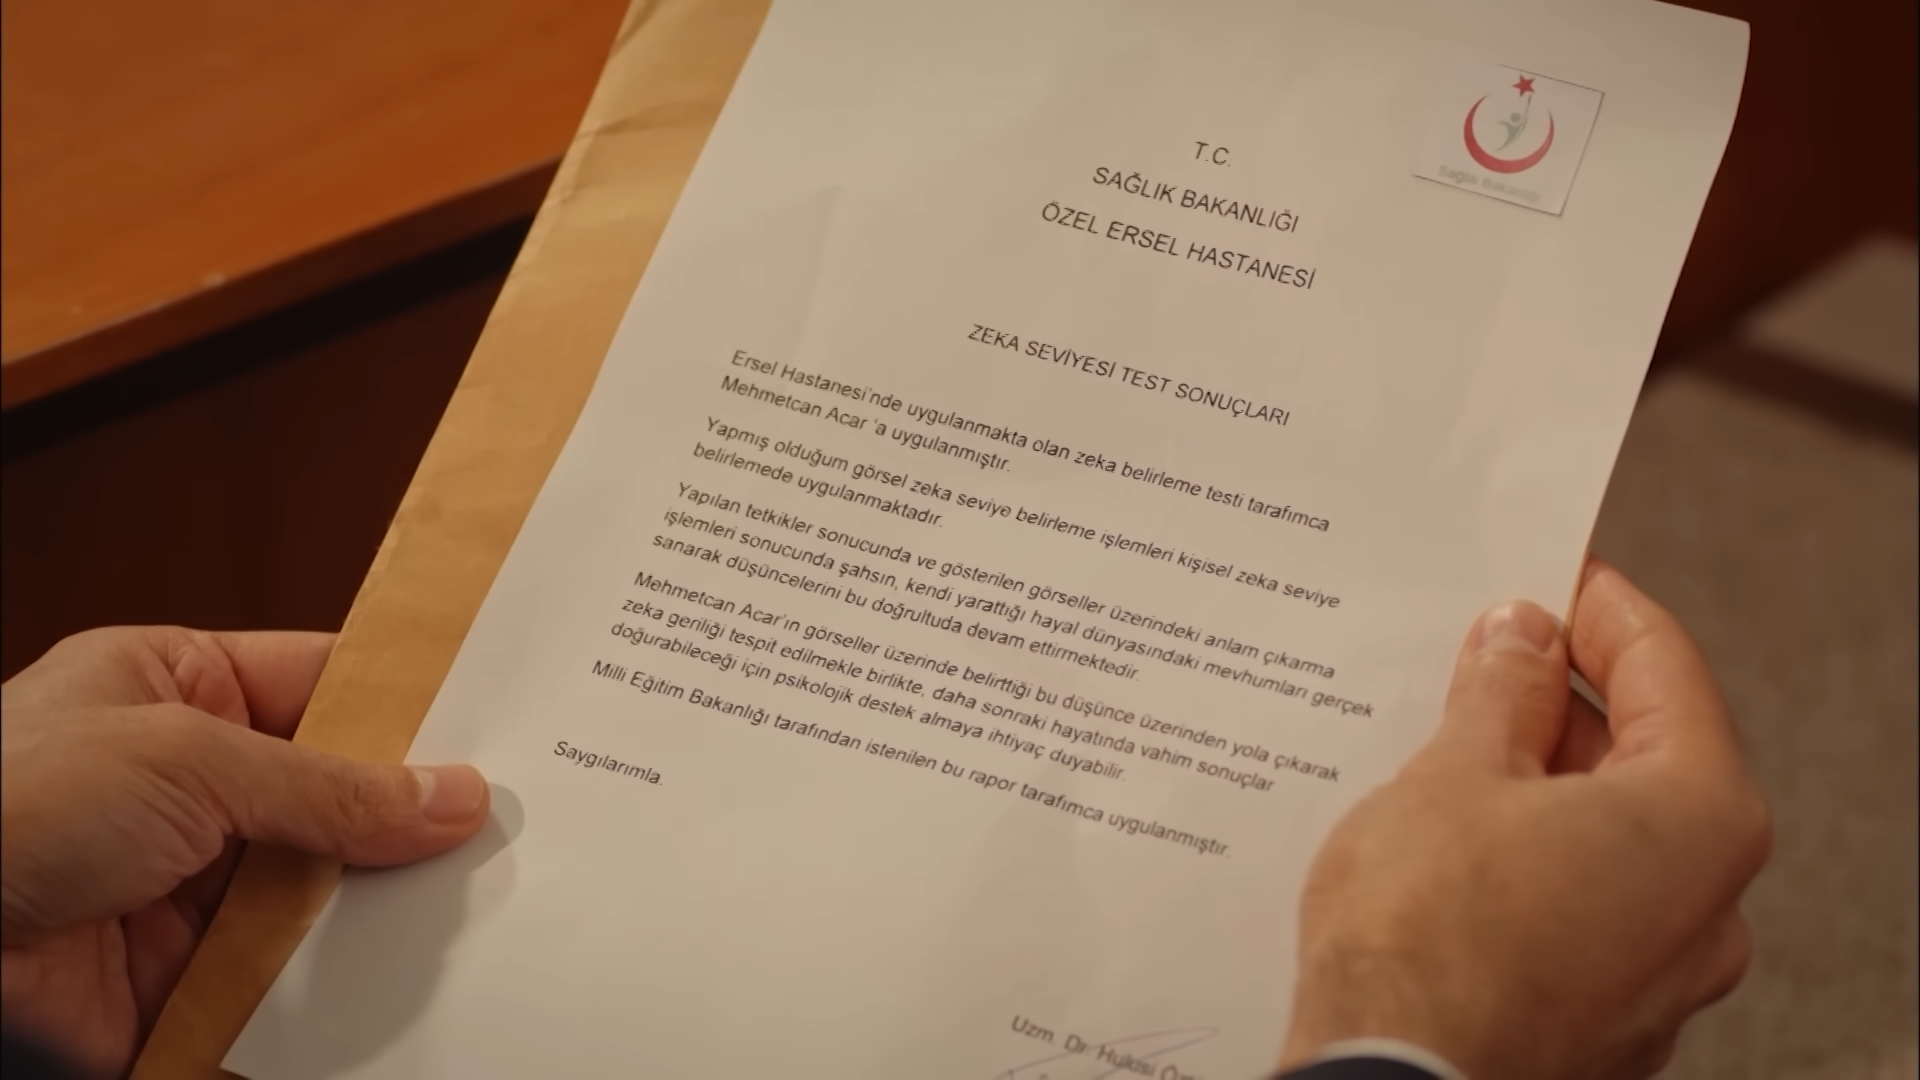 Sağlık Bakanlığı
T.C.
SAĞLIK BAKANLIĞI
ÖZEL ERSEL HASTANESİ
ZEKA SEVİYESİ TEST SONUÇLARI
Ersel Hastanesi'nde uygulanmakta olan zeka belirleme testi tarafımca
Mehmetcan Acar 'a uygulanmıştır.
Yapmış olduğum görsel zeka seviye belirleme işlemleri kişisel zeka seviye
belirlemede uygulanmaktadır.
Yapılan tetkikler sonucunda ve gösterilen görseller üzerindeki anlam çıkarma
işlemleri sonucunda şahsın, kendi yarattığı hayal dünyasındaki mevhumları gerçek
sanarak düşüncelerini bu doğrultuda devam ettirmektedir.
Mehmetcan Acar'ın görseller üzerinde belirttiği bu düşünce üzerinden yola çıkarak
zeka geriliği tespit edilmekle birlikte, daha sonraki hayatında vahim sonuçlar
doğurabileceği için psikolojik destek almaya ihtiyaç duyabilir.
Milli Eğitim Bakanlığı tarafından istenilen bu rapor tarafımca uygulanmıştır.
Saygılarımla.
Uzm. Dr. Hulusi